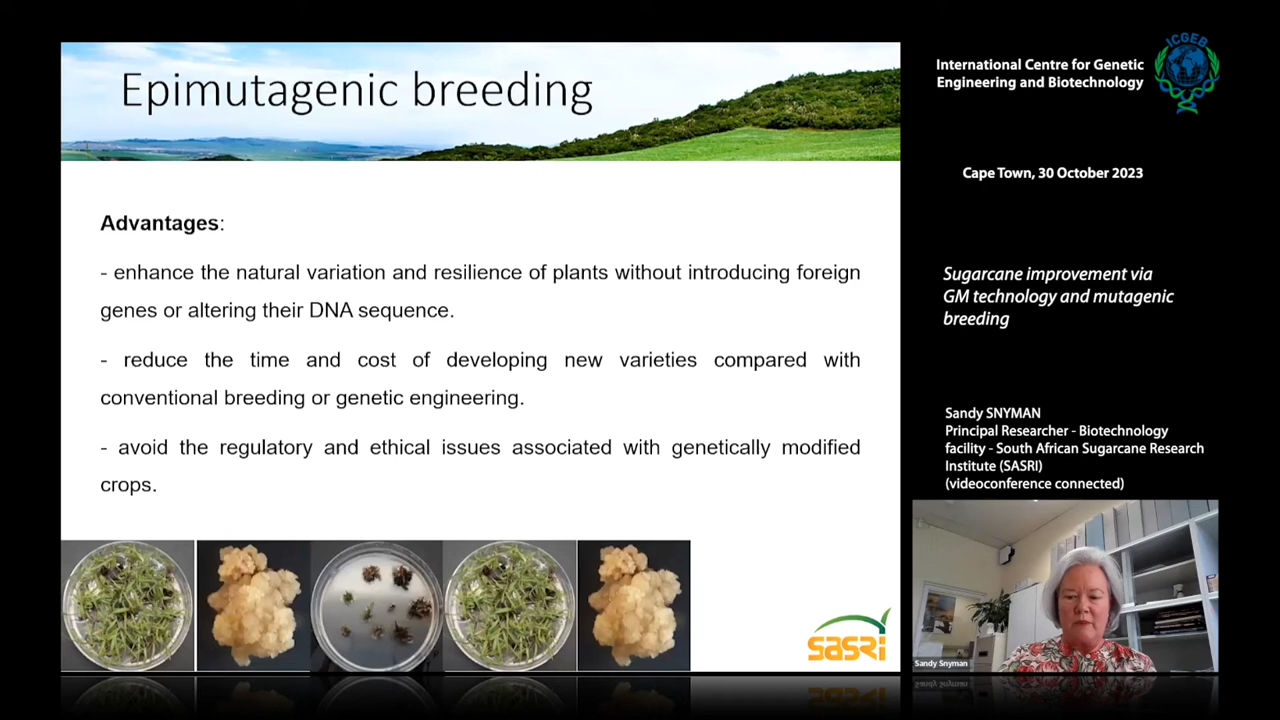 Epimutagenic breeding
Advantages:
- enhance the natural variation and resilience of plants without introducing foreign
genes or altering their DNA sequence.
- reduce the time and cost of developing new varieties compared with
conventional breeding or genetic engineering.
- avoid the regulatory and ethical issues associated with genetically modified
crops.
SASRI
ICGEB
International Centre for Genetic
Engineering and Biotechnology
Cape Town, 30 October 2023
Sugarcane improvement via
GM technology and mutagenic
breeding
Sandy SNYMAN
Principal Researcher - Biotechnology
facility - South African Sugarcane Research
Institute (SASRI)
(videoconference connected)
Sandy Snyman